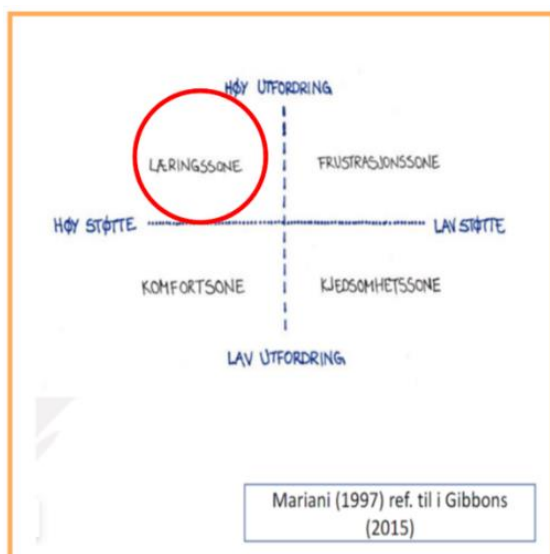 HØY UTFORDRING
LÆRINGSSONE
FRUSTRASJONSSONE
HØY STØTTE
LAV STØTTE
KOMFORTSONE
KJEDSOMHETSSONE
LAV UTFORDRING
Mariani (1997) ref. til i Gibbons
(2015)